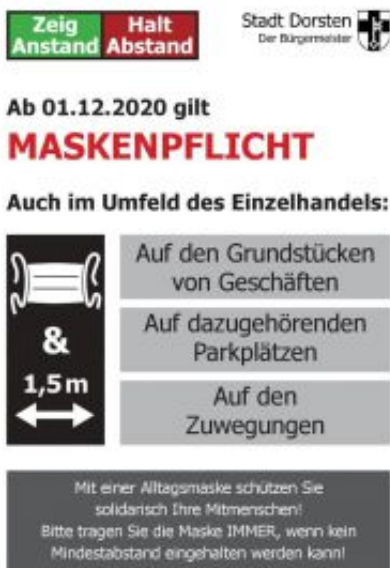 Zeig Anstand
Halt Abstand
Stadt Dorsten
Der Bürgermeister
Ab 01.12.2020 gilt
MASKENPFLICHT
Auch im Umfeld des Einzelhandels:
&
1,5 m
Auf den Grundstücken
von Geschäften
Auf dazugehörenden
Parkplätzen
Auf den
Zuwegungen
Mit einer Alltagsmaske schützen Sie
solidarisch Ihre Mitmenschen!
Bitte tragen Sie die Maske IMMER, wenn kein
Mindestabstand eingehalten werden kann!